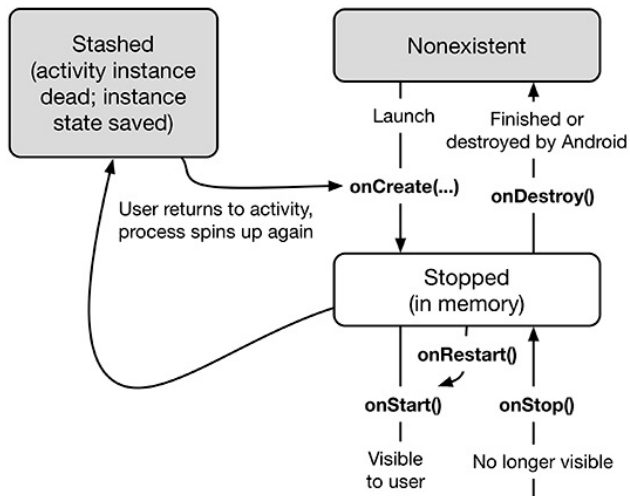 Stashed
(activity instance
dead; instance
state saved)
Nonexistent
Launch
Finished or
destroyed by Android
onCreate(...)
onDestroy()
User returns to activity,
process spins up again
Stopped
(in memory)
onRestart()
onStart()
onStop()
Visible
to user
No longer visible